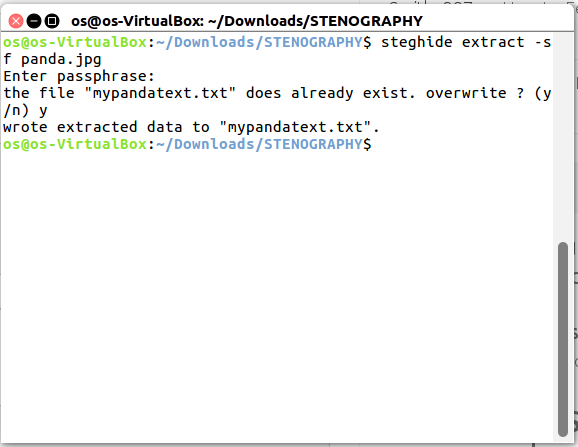 os@os-VirtualBox: ~/Downloads/STENOGRAPHY
os@os-VirtualBox:~/Downloads/STENOGRAPHY$ steghide extract -s
f panda.jpg
Enter passphrase:
the file "mypandatext.txt" does already exist. overwrite ? (y
/n) y
wrote extracted data to "mypandatext.txt".
os@os-VirtualBox:~/Downloads/STENOGRAPHY$